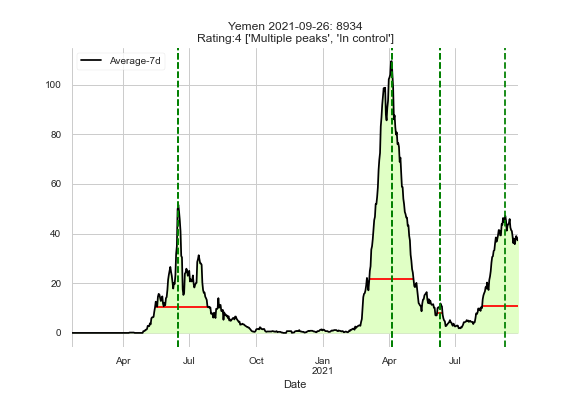 Yemen 2021-09-26: 8934
Rating:4 ['Multiple peaks', 'In control']
Average-7d
100
80
60
40
20
0
Apr Jul Oct Jan Apr Jul
2021
Date